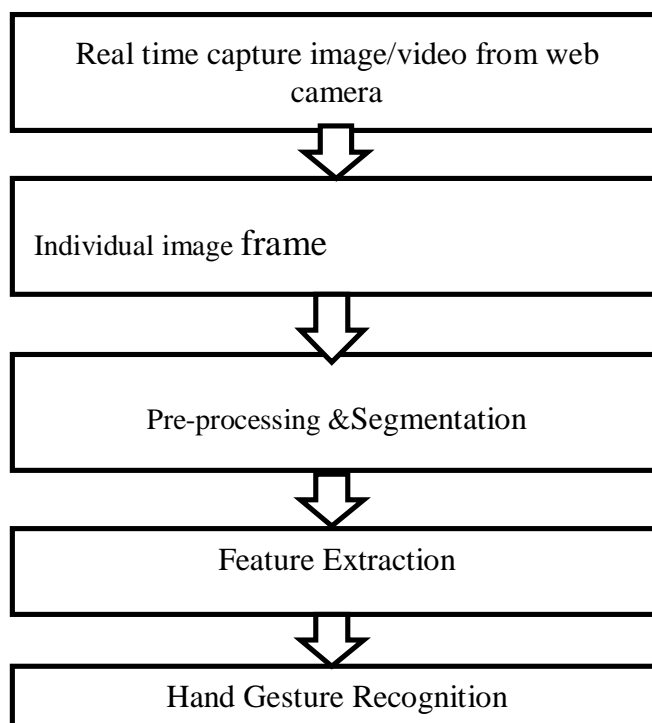 Real time capture image/video from web
camera
Individual image frame
Pre-processing &Segmentation
Feature Extraction
Hand Gesture Recognition